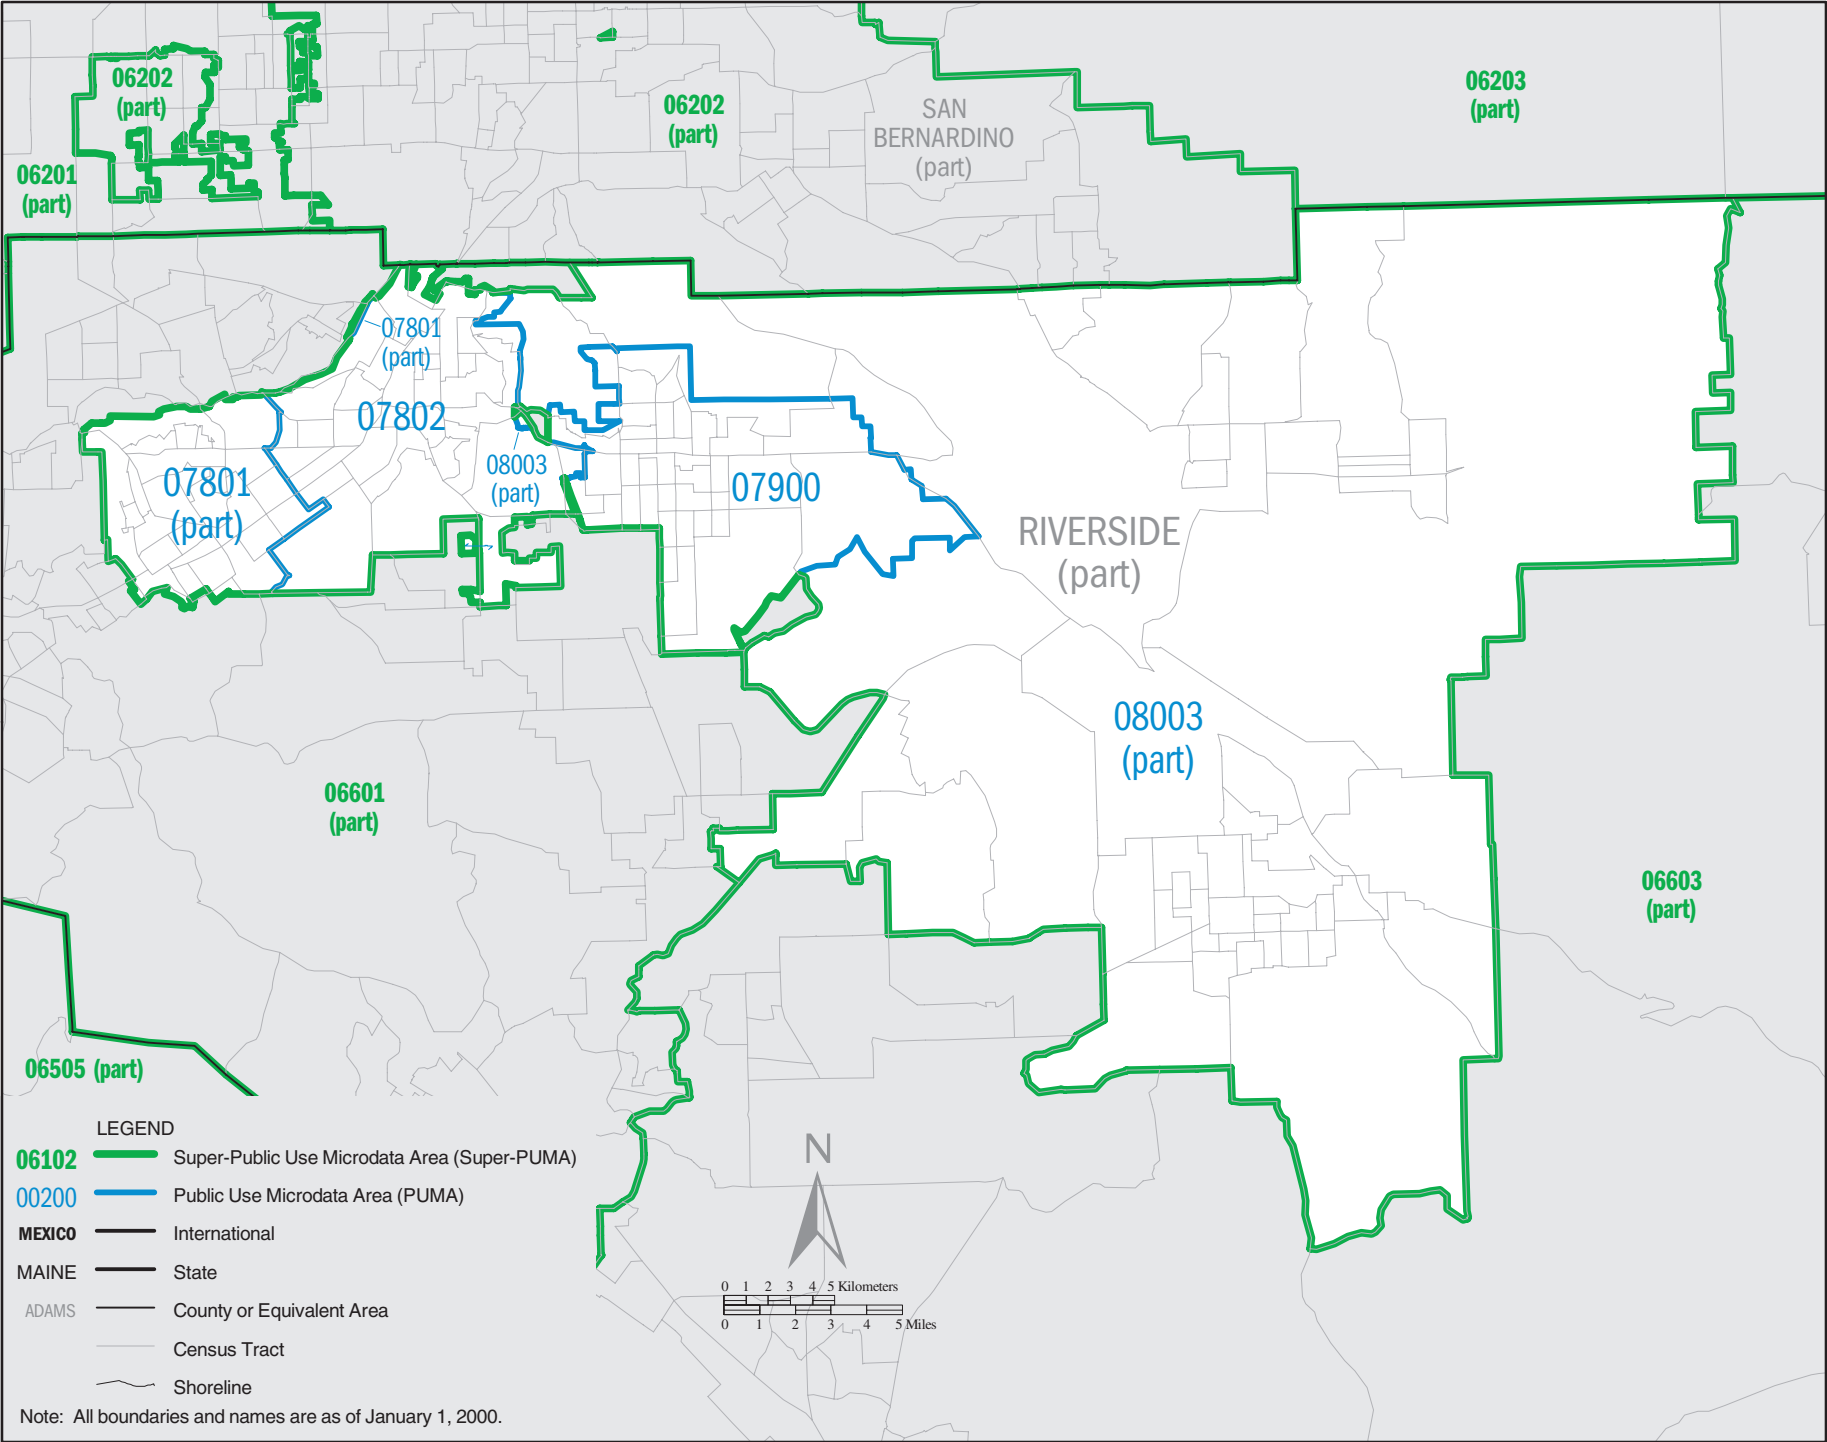 06202
(part)
06201
(part)
06202
(part)
SAN
BERNARDINO
(part)
06203
(part)
07801
(part)
07802
07801
(part)
08003
(part)
07900
RIVERSIDE
(part)
08003
(part)
06601
(part)
06603
(part)
06505 (part)
LEGEND
06102 Super-Public Use Microdata Area (Super-PUMA)
00200 Public Use Microdata Area (PUMA)
MEXICO International
MAINE State
ADAMS County or Equivalent Area
Census Tract
Shoreline
Note: All boundaries and names are as of January 1, 2000.
N
0 1 2 3 4 5 Kilometers
0 1 2 3 4 5 Miles